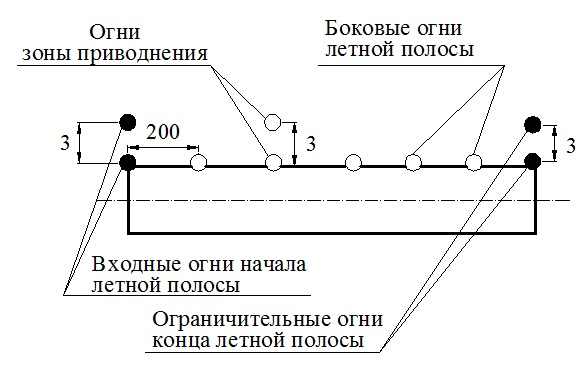 Огни
зоны приводнения
Боковые огни
летной полосы
3
200
3
3
Входные огни начала
летной полосы
Ограничительные огни
конца летной полосы